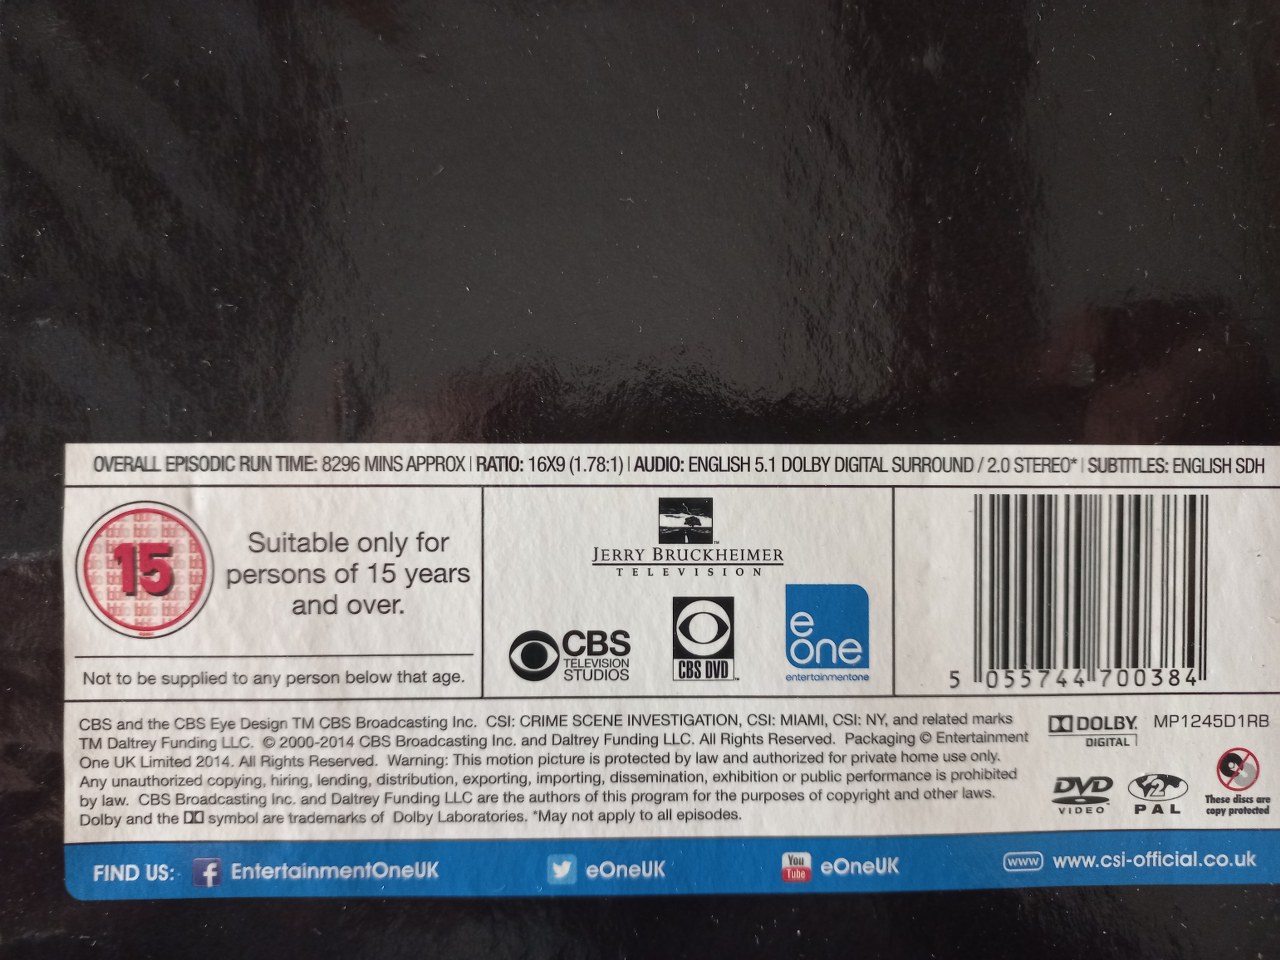 OVERALL EPISODIC RUN TIME: 8296 MINS APPROX | RATIO: 16X9 (1.78:1) | AUDIO: ENGLISH 5.1 DOLBY DIGITAL SURROUND / 2.0 STEREO* | SUBTITLES: ENGLISH SDH
15
Suitable only for
persons of 15 years
and over.
Not to be supplied to any person below that age.
JERRY BRUCKHEIMER
TELEVISION
CBS
TELEVISION
STUDIOS
CBS DVD
e
one
entertainmentone
5 055744 700384
CBS and the CBS Eye Design TM CBS Broadcasting Inc. CSI: CRIME SCENE INVESTIGATION, CSI: MIAMI, CSI: NY, and related marks
TM Daltrey Funding LLC. © 2000-2014 CBS Broadcasting Inc. and Daltrey Funding LLC. All Rights Reserved. Packaging © Entertainment
One UK Limited 2014. All Rights Reserved. Warning: This motion picture is protected by law and authorized for private home use only.
Any unauthorized copying, hiring, lending, distribution, exporting, importing, dissemination, exhibition or public performance is prohibited
by law. CBS Broadcasting Inc. and Daltrey Funding LLC are the authors of this program for the purposes of copyright and other laws.
Dolby and the symbol are trademarks of Dolby Laboratories. *May not apply to all episodes.
DOLBY
DIGITAL
MP1245D1RB
DVD
VIDEO
2
PAL
These discs are
copy protected
FIND US: f EntertainmentOneUK eOneUK You Tube eOneUK www www.csi-official.co.uk